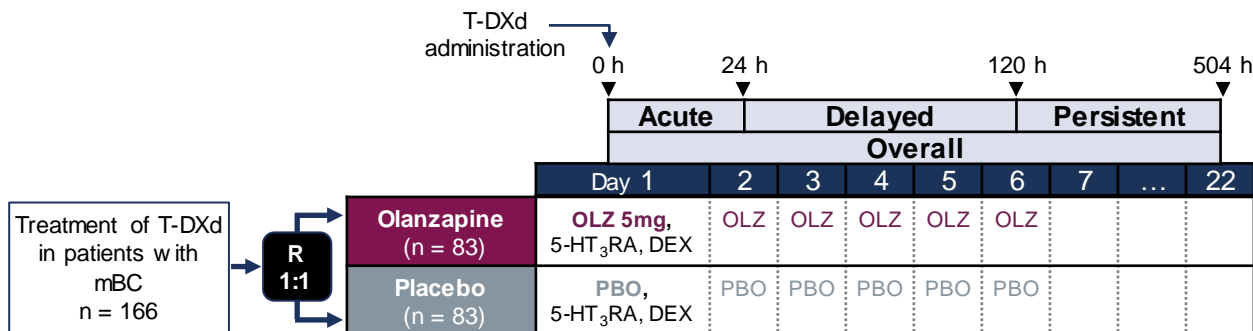 T-DXd
administration
0 h 24 h 120 h 504 h
Acute Delayed Persistent
Overall
Day 1 2 3 4 5 6 7 ... 22
Treatment of T-DXd
in patients with
mBC
n = 166
R
1:1
Olanzapine
(n = 83)
OLZ 5mg,
5-HT₃RA, DEX
OLZ OLZ OLZ OLZ OLZ
Placebo
(n = 83)
PBO,
5-HT₃RA, DEX
PBO PBO PBO PBO PBO